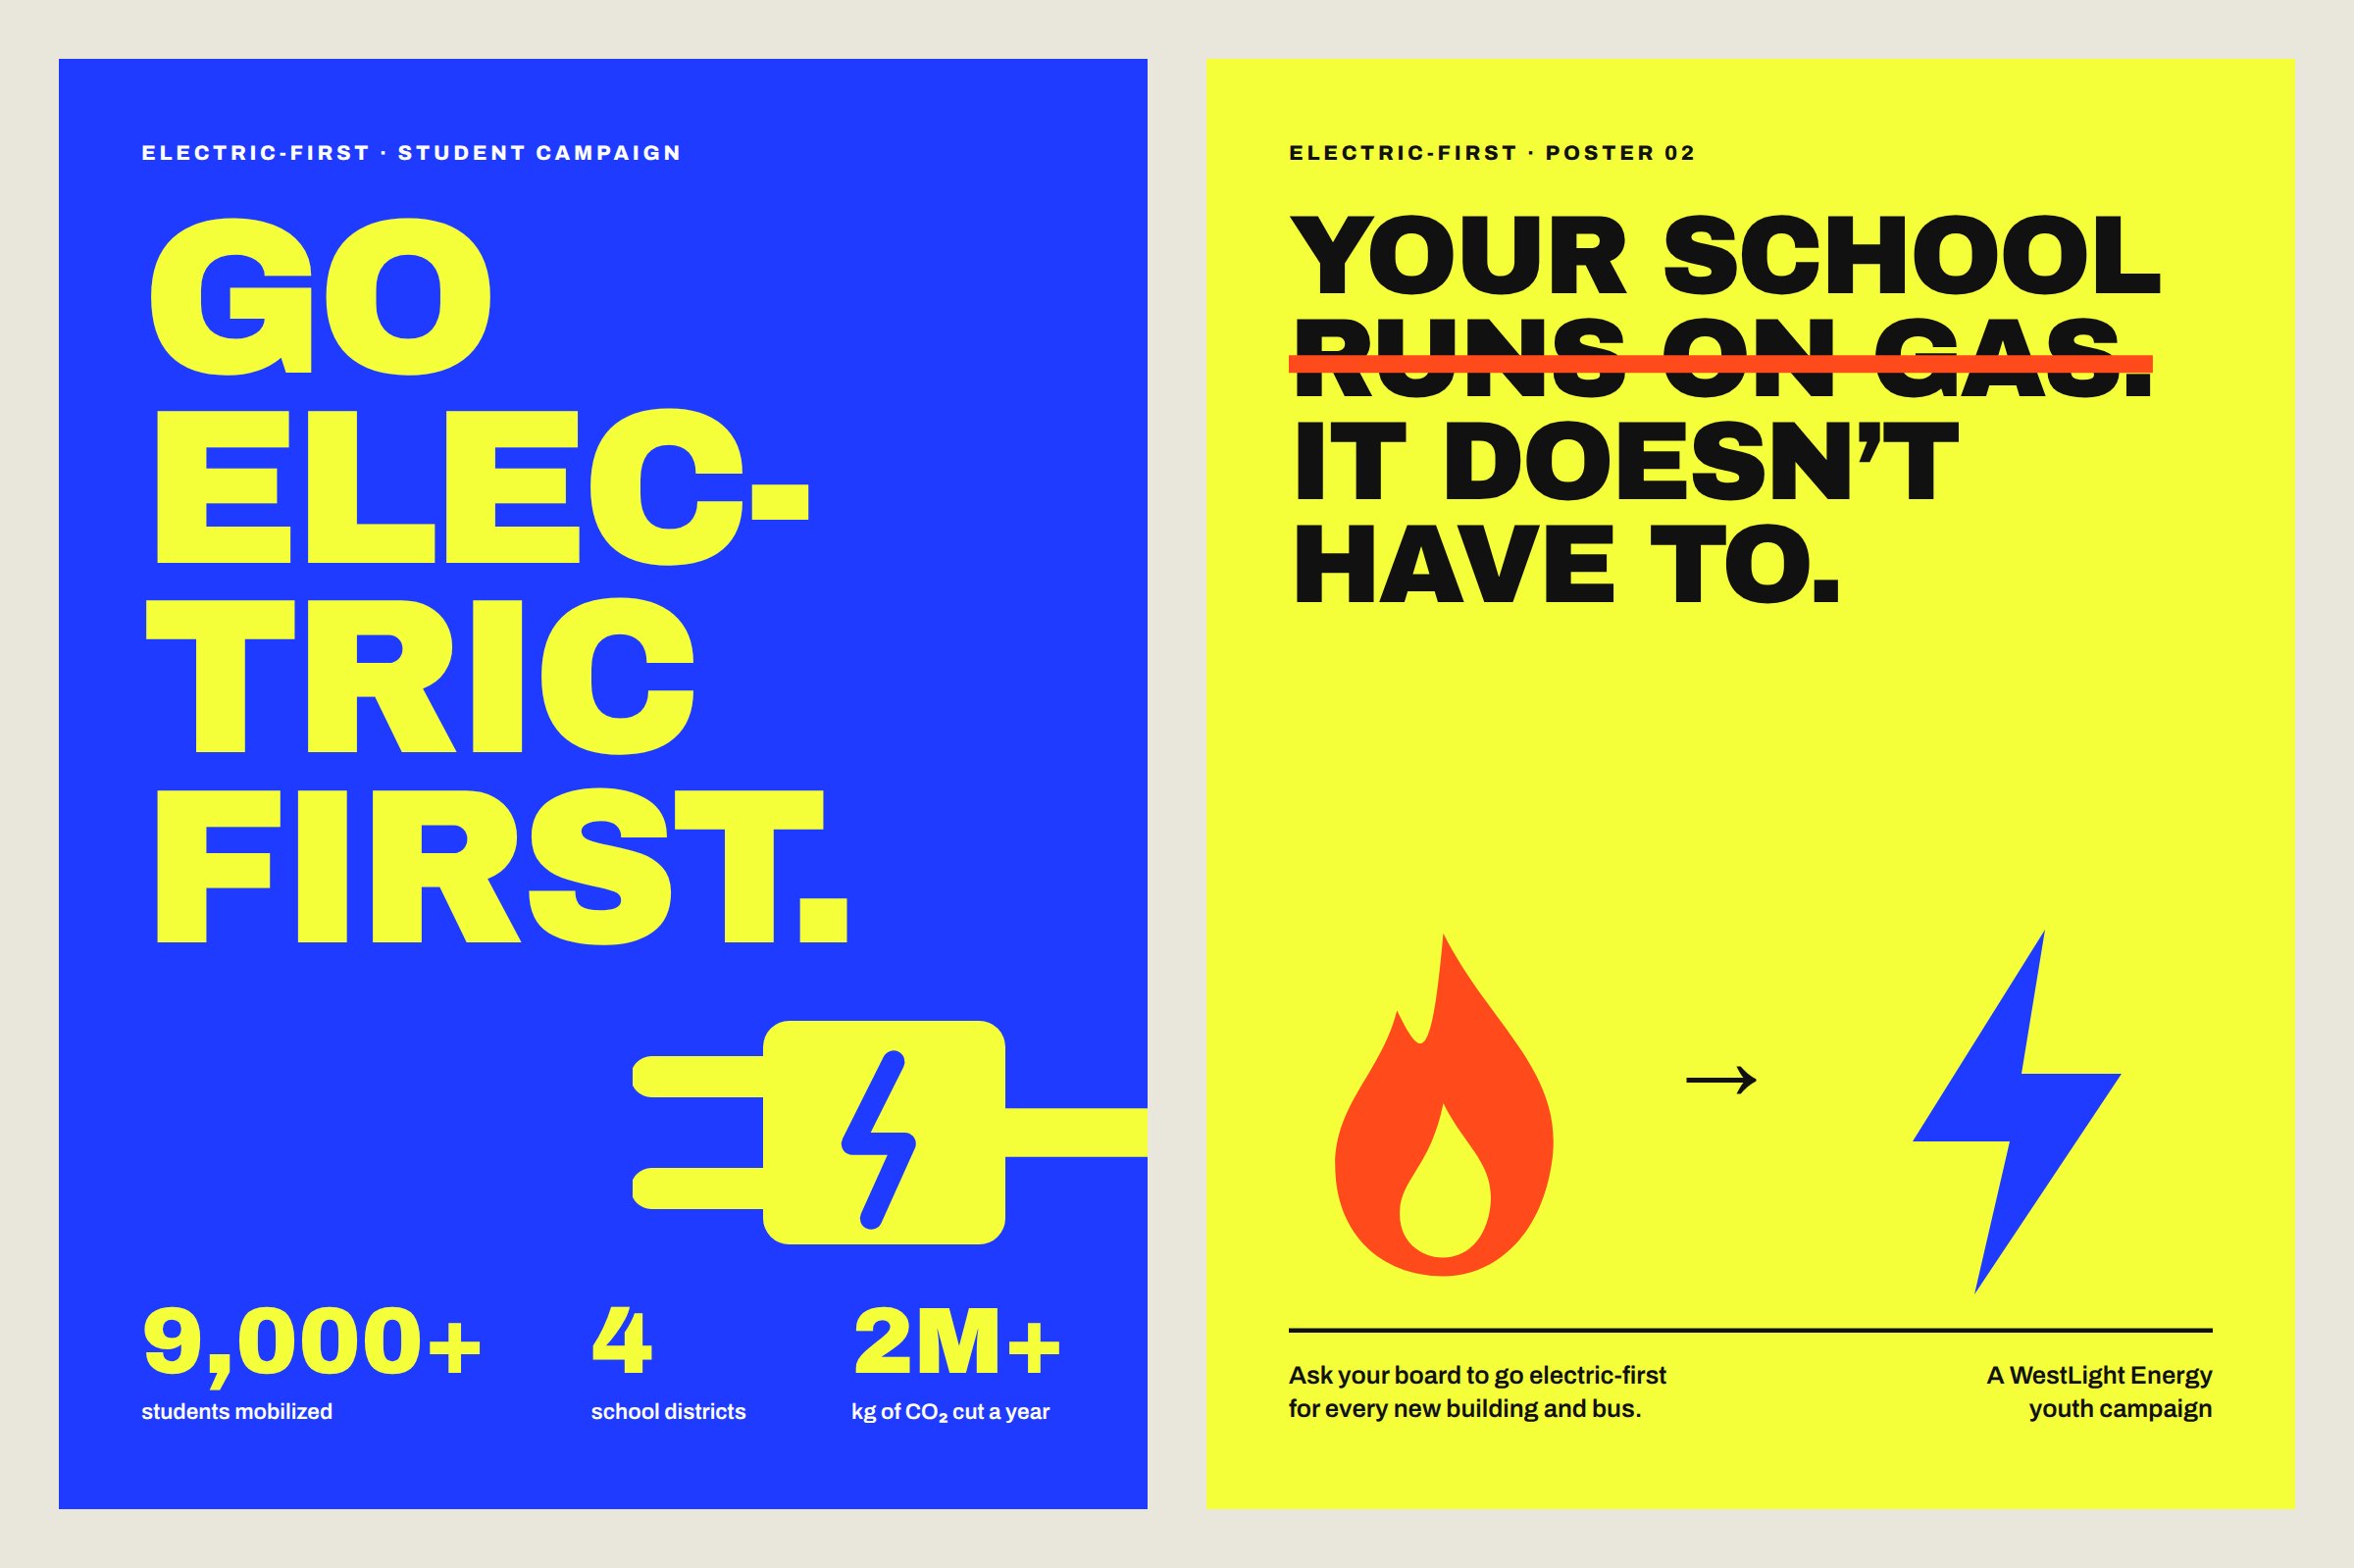 ELECTRIC-FIRST · STUDENT CAMPAIGN
GO
ELEC-
TRIC
FIRST.
9,000+
students mobilized
4
school districts
2M+
kg of CO₂ cut a year
ELECTRIC-FIRST · POSTER 02
YOUR SCHOOL
RUNS ON GAS.
IT DOESN’T
HAVE TO.
→
Ask your board to go electric-first
for every new building and bus.
A WestLight Energy
youth campaign